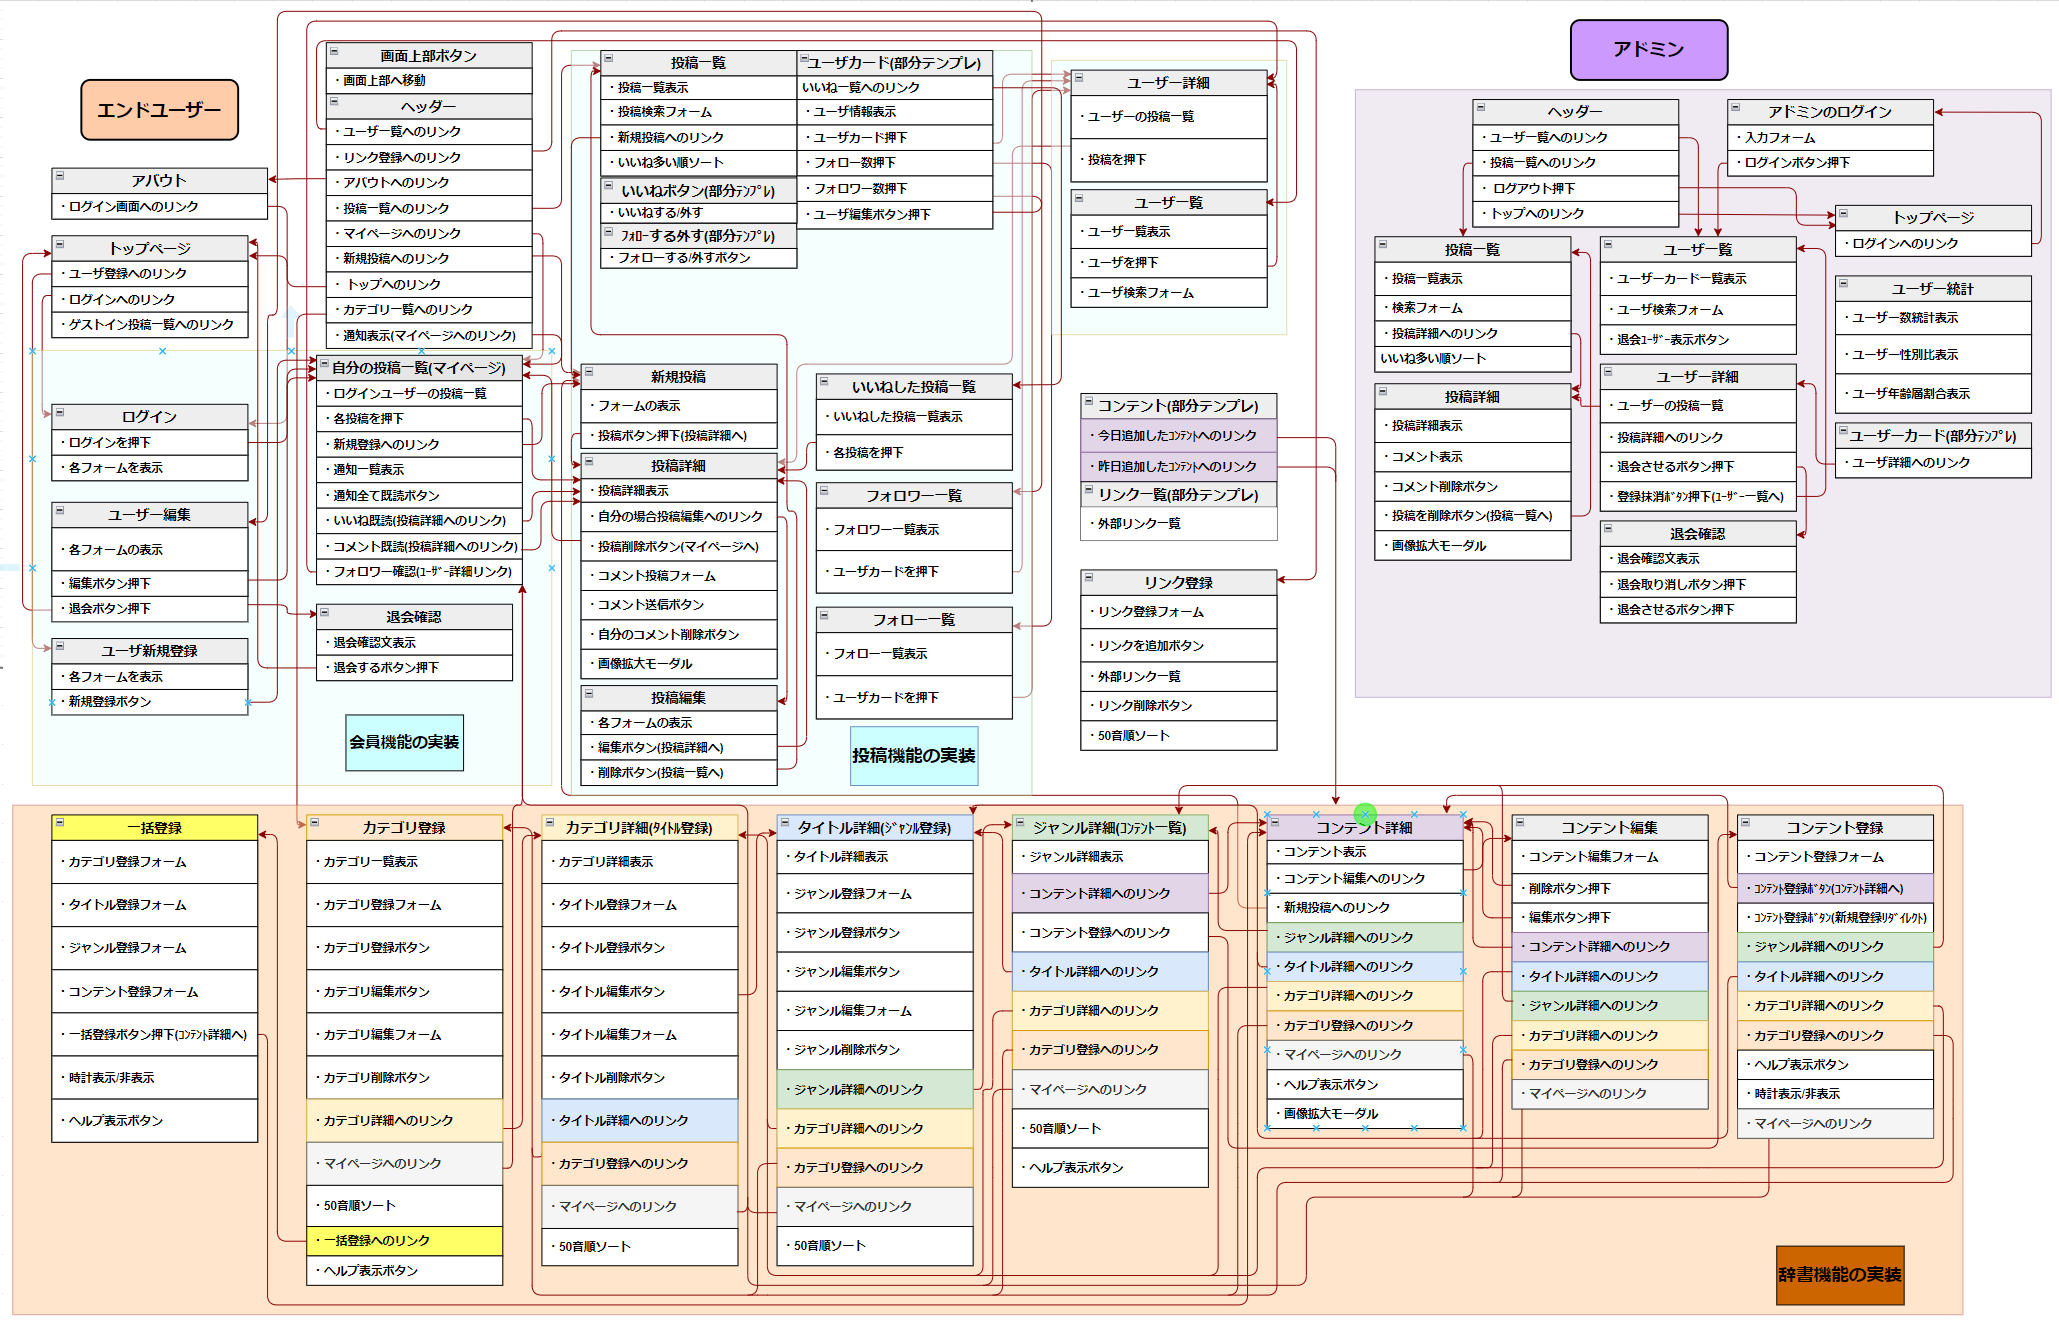 エンドユーザー
アバウト
・ログイン画面へのリンク
トップページ
・ユーザ登録へのリンク
・ログインへのリンク
・ゲストイン投稿一覧へのリンク
ログイン
・ログインを押下
・各フォームを表示
ユーザー編集
・各フォームの表示
・編集ボタン押下
・退会ボタン押下
ユーザ新規登録
・各フォームを表示
・新規登録ボタン
画面上部ボタン
・画面上部へ移動
ヘッダー
・ユーザ一覧へのリンク
・リンク登録へのリンク
・アバウトへのリンク
・投稿一覧へのリンク
・マイページへのリンク
・新規投稿へのリンク
・トップへのリンク
・カテゴリ一覧へのリンク
・通知表示(マイページへのリンク)
自分の投稿一覧(マイページ)
・ログインユーザーの投稿一覧
・各投稿を押下
・新規登録へのリンク
・通知一覧表示
・通知全て既読ボタン
・いいね既読(投稿詳細へのリンク)
・コメント既読(投稿詳細へのリンク)
・フォロワー確認(ﾕｰｻﾞｰ詳細リンク)
退会確認
・退会確認文表示
・退会するボタン押下
会員機能の実装
投稿一覧
・投稿一覧表示
・投稿検索フォーム
・新規投稿へのリンク
・いいね多い順ソート
いいねボタン(部分ﾃﾝﾌﾟﾚ)
・いいねする/外す
ﾌｫﾛｰする外す(部分ﾃﾝﾌﾟﾚ)
・フォローする/外すボタン
ユーザカード(部分テンプレ)
いいね一覧へのリンク
・ユーザ情報表示
・ユーザカード押下
・フォロー数押下
・フォロワー数押下
・ユーザ編集ボタン押下
ユーザー詳細
・ユーザーの投稿一覧
・投稿を押下
ユーザー覧
・ユーザー覧表示
・ユーザを押下
・ユーザ検索フォーム
新規投稿
・フォームの表示
・投稿ボタン押下(投稿詳細へ)
投稿詳細
・投稿詳細表示
・自分の場合投稿編集へのリンク
・投稿削除ボタン(マイページへ)
・コメント投稿フォーム
・コメント送信ボタン
・自分のコメント削除ボタン
・画像拡大モーダル
投稿編集
・各フォームの表示
・編集ボタン(投稿詳細へ)
・削除ボタン(投稿一覧へ)
いいねした投稿一覧
・いいねした投稿一覧表示
・各投稿を押下
フォロワー一覧
・フォロワー一覧表示
・ユーザカードを押下
フォロー一覧
・フォロー一覧表示
・ユーザカードを押下
投稿機能の実装
コンテント(部分テンプレ)
・今日追加したｺﾝﾃﾝﾄへのリンク
・昨日追加したｺﾝﾃﾝﾄへのリンク
リンク一覧(部分テンプレ)
・外部リンク一覧
リンク登録
・リンク登録フォーム
・リンクを追加ボタン
・外部リンク一覧
・リンク削除ボタン
・50音順ソート
アドミン
ヘッダー
・ユーザ一覧へのリンク
・投稿一覧へのリンク
・ログアウト押下
・トップへのリンク
アドミンのログイン
・入力フォーム
・ログインボタン押下
トップページ
・ログインへのリンク
投稿一覧
・投稿一覧表示
・検索フォーム
・投稿詳細へのリンク
いいね多い順ソート
投稿詳細
・投稿詳細表示
・コメント表示
・コメント削除ボタン
・投稿を削除ボタン(投稿一覧へ)
・画像拡大モーダル
ユーザー覧
・ユーザーカード一覧表示
・ユーザ検索フォーム
・退会ﾕｰｻﾞｰ表示ボタン
ユーザー詳細
・ユーザーの投稿一覧
・投稿詳細へのリンク
・退会させるボタン押下
・登録抹消ﾎﾞﾀﾝ押下(ﾕｰｻﾞｰ一覧へ)
退会確認
・退会確認文表示
・退会取り消しボタン押下
・退会させるボタン押下
ユーザー統計
・ユーザー数統計表示
・ユーザー性別比表示
・ユーザ年齢層割合表示
ユーザーカード(部分ﾃﾝﾌﾟﾚ)
・ユーザ詳細へのリンク
一括登録
・カテゴリ登録フォーム
・タイトル登録フォーム
・ジャンル登録フォーム
・コンテント登録フォーム
・一括登録ボタン押下(ｺﾝﾃﾝﾄ詳細へ)
・時計表示/非表示
・ヘルプ表示ボタン
カテゴリ登録
・カテゴリ一覧表示
・カテゴリ登録フォーム
・カテゴリ登録ボタン
・カテゴリ編集ボタン
・カテゴリ編集フォーム
・カテゴリ削除ボタン
・カテゴリ詳細へのリンク
・マイページへのリンク
・50音順ソート
・一括登録へのリンク
・ヘルプ表示ボタン
カテゴリ詳細(ﾀｲﾄﾙ登録)
・カテゴリ詳細表示
・タイトル登録フォーム
・タイトル登録ボタン
・タイトル編集ボタン
・タイトル編集フォーム
・タイトル削除ボタン
・タイトル詳細へのリンク
・カテゴリ登録へのリンク
・マイページへのリンク
・50音順ソート
タイトル詳細(ｼﾞｬﾝﾙ登録)
・タイトル詳細表示
・ジャンル登録フォーム
・ジャンル登録ボタン
・ジャンル編集ボタン
・ジャンル編集フォーム
・ジャンル削除ボタン
・ジャンル詳細へのリンク
・カテゴリ詳細へのリンク
・カテゴリ登録へのリンク
・マイページへのリンク
・50音順ソート
ジャンル詳細(ｺﾝﾃﾝﾄ一覧)
・ジャンル詳細表示
・コンテント詳細へのリンク
・コンテント登録へのリンク
・タイトル詳細へのリンク
・カテゴリ詳細へのリンク
・カテゴリ登録へのリンク
・マイページへのリンク
・50音順ソート
・ヘルプ表示ボタン
コンテント詳細
・コンテント表示
・コンテント編集へのリンク
・新規投稿へのリンク
・ジャンル詳細へのリンク
・タイトル詳細へのリンク
・カテゴリ詳細へのリンク
・カテゴリ登録へのリンク
・マイページへのリンク
・ヘルプ表示ボタン
・画像拡大モーダル
コンテント編集
・コンテント編集フォーム
・削除ボタン押下
・編集ボタン押下
・コンテント詳細へのリンク
・タイトル詳細へのリンク
・ジャンル詳細へのリンク
・カテゴリ詳細へのリンク
・カテゴリ登録へのリンク
・マイページへのリンク
コンテント登録
・コンテント登録フォーム
・ｺﾝﾃﾝﾄ登録ﾎﾞﾀﾝ(コンテント詳細へ)
・ｺﾝﾃﾝﾄ登録ﾎﾞﾀﾝ(新規登録ﾘﾀﾞｲﾚｸﾄ)
・ジャンル詳細へのリンク
・タイトル詳細へのリンク
・カテゴリ詳細へのリンク
・カテゴリ登録へのリンク
・ヘルプ表示ボタン
・時計表示/非表示
・マイページへのリンク
辞書機能の実装